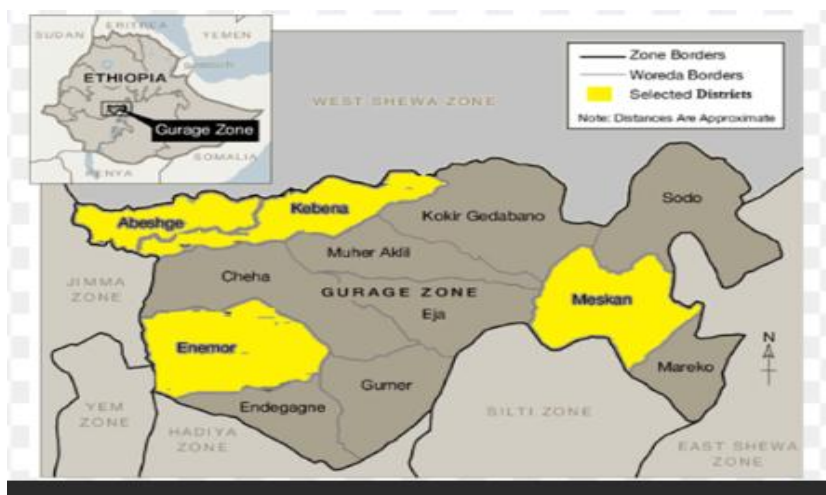 ERITREA
SUDAN
YEMEN
ETHIOPIA
Gurage Zone
SOMALIA
KENYA
Zone Borders
Woreda Borders
Selected Districts
Note: Distances Are Approximate
WEST SHEWA ZONE
Sodo
Kebena
Abeshge
Kokir Gedabano
Muher Aklil
Cheha
JIMMA
ZONE
GURAGE ZONE
Meskan
Eja
Enemor
N
Mareko
Gumer
Endegagne
YEM
ZONE
HADIYA
ZONE
SILTI ZONE
EAST SHEWA
ZONE